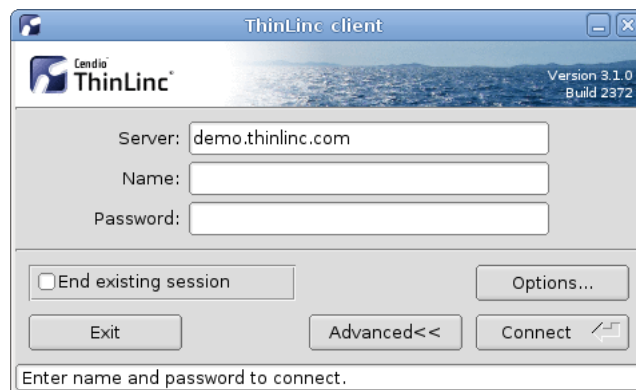 ThinLinc client
Cendio
ThinLinc
Version 3.1.0
Build 2372
Server: demo.thinlinc.com
Name:
Password:
End existing session
Options...
Exit
Advanced<<
Connect
Enter name and password to connect.